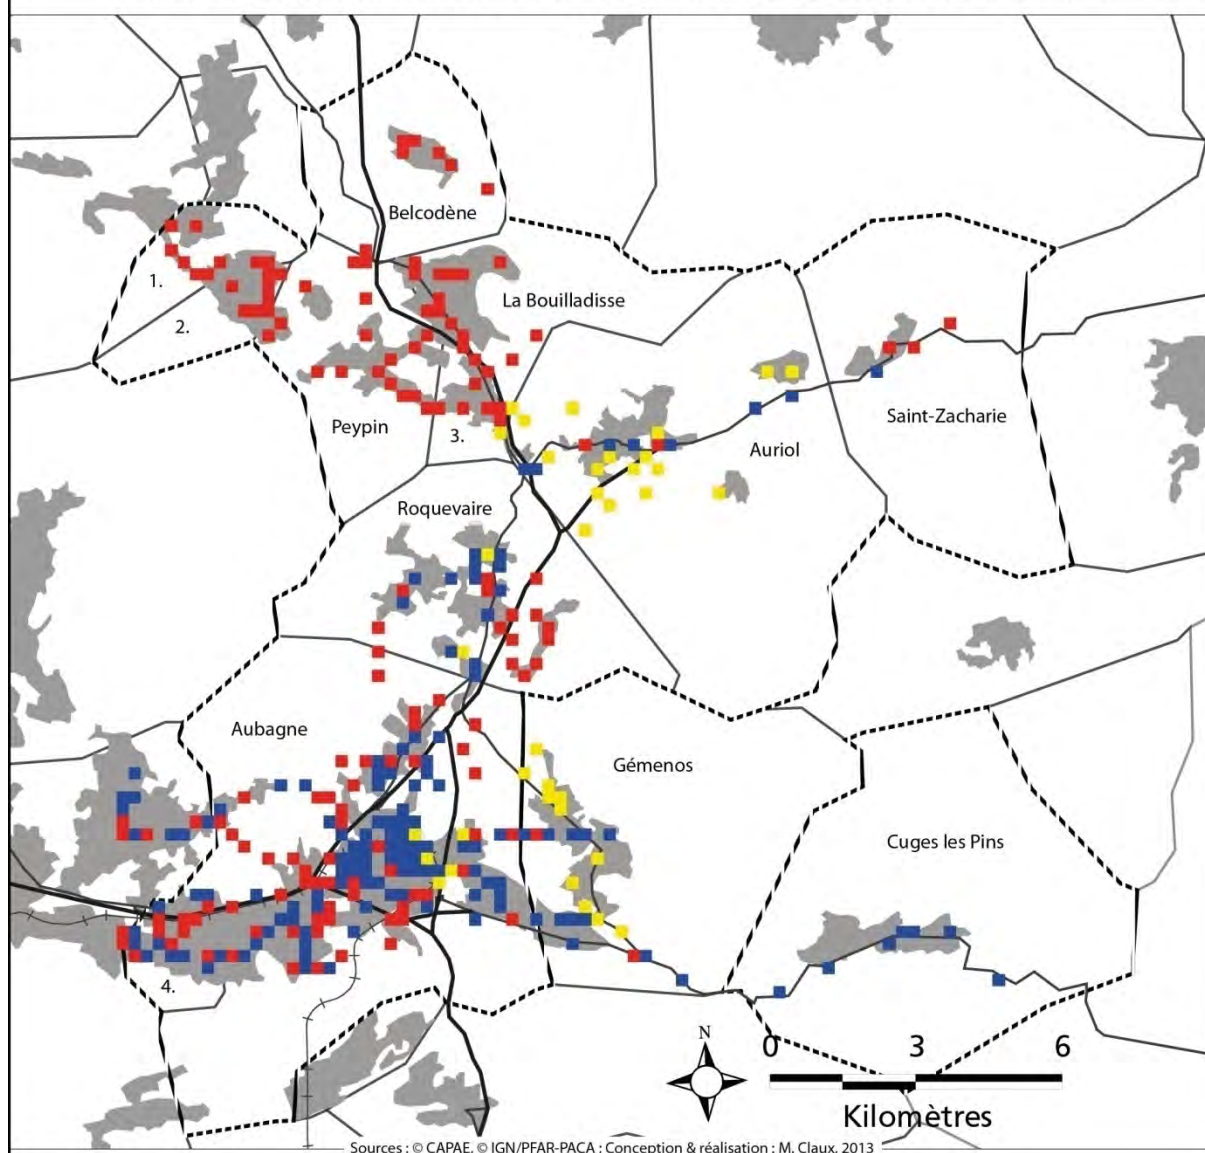 Belcodène
1.
La Bouilladisse
2.
Saint-Zacharie
Peypin
3.
Auriol
Roquevaire
Aubagne
Gémenos
Cuges les Pins
4.
N
0 3 6
Kilomètres
Sources : © CAPAE, © IGN/PFAR-PACA ; Conception & réalisation : M. Claux, 2013